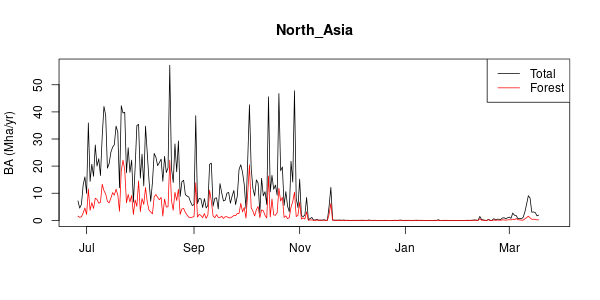 North_Asia
BA (Mha/yr)
50
40
30
20
10
0
Jul
Sep
Nov
Jan
Mar
Total
Forest